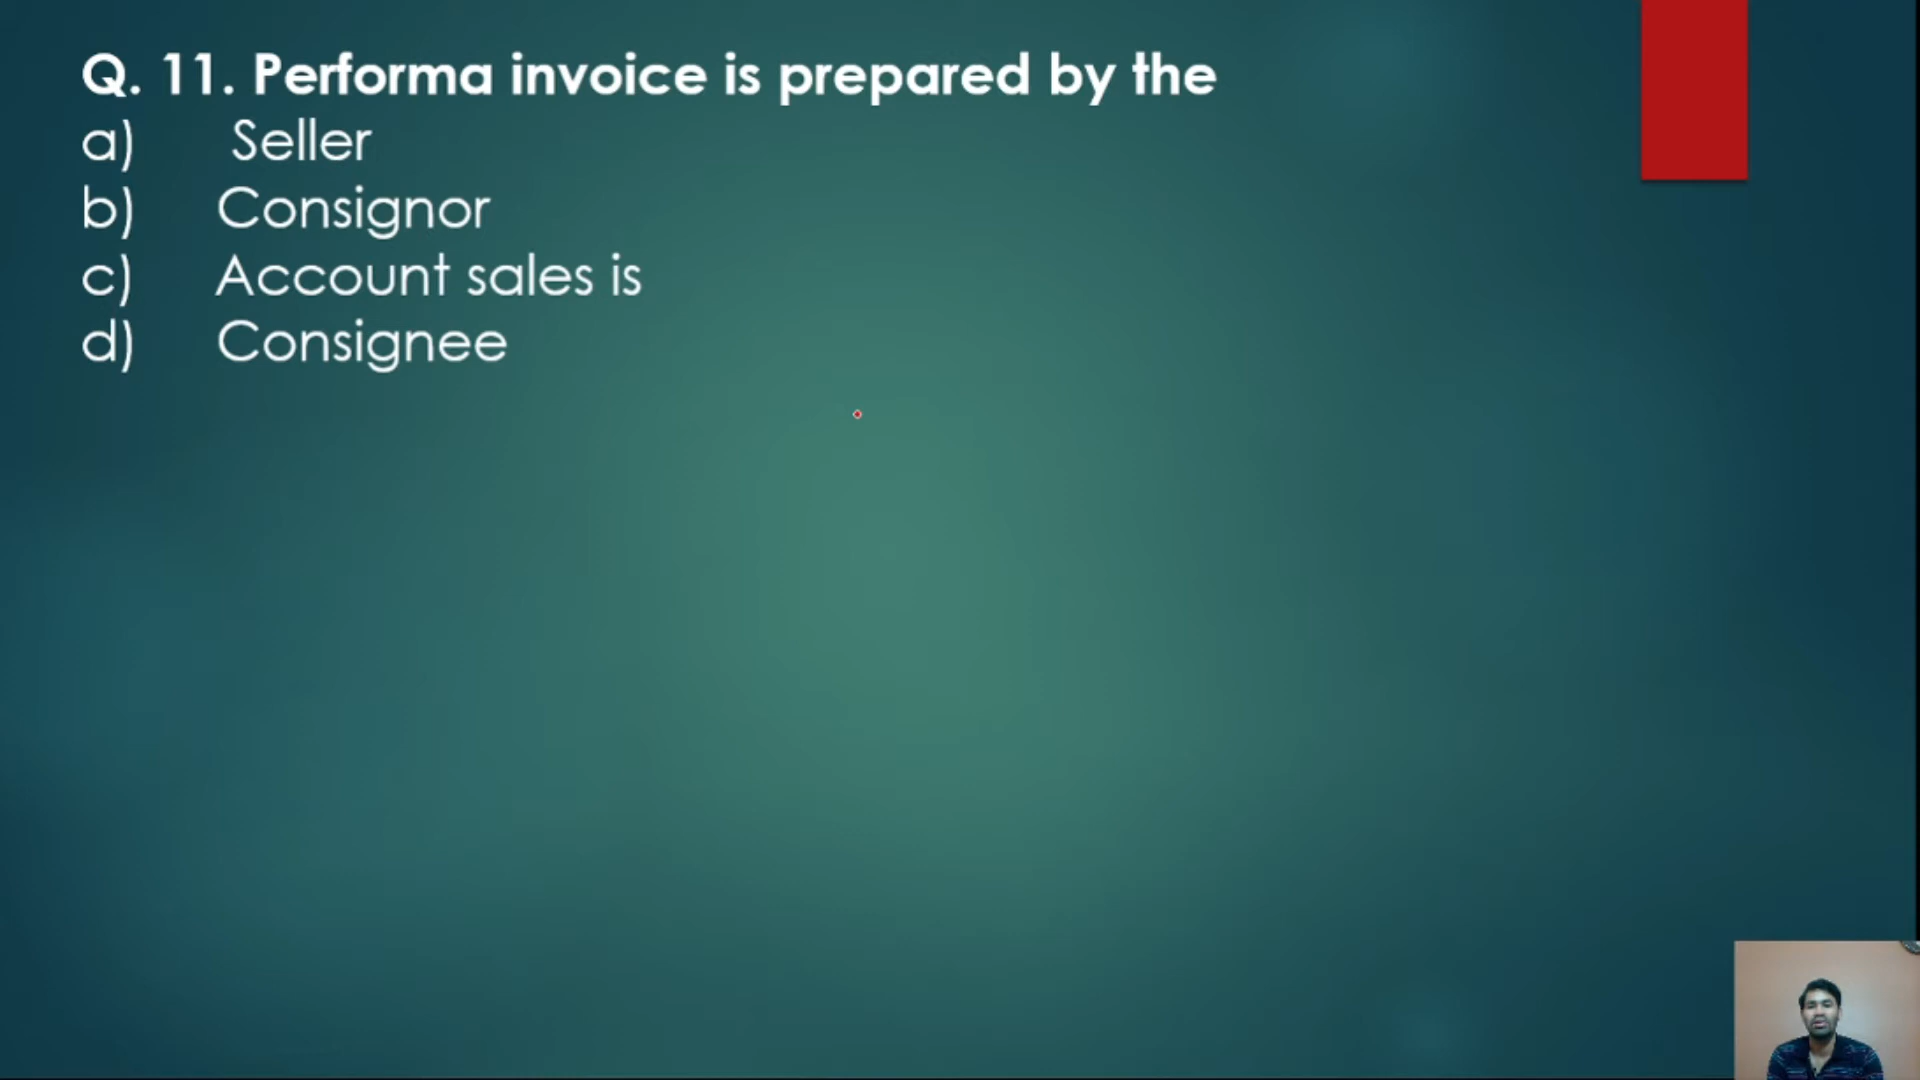 Q. 11. Performa invoice is prepared by the
a) Seller
b) Consignor
c) Account sales is
d) Consignee